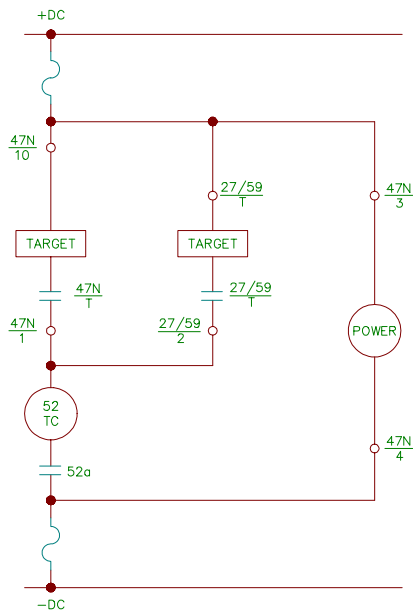 +DC
47N
10
27/59
T
47N
3
TARGET
TARGET
47N
T
27/59
T
47N
1
27/59
2
POWER
52
TC
47N
4
52a
-DC